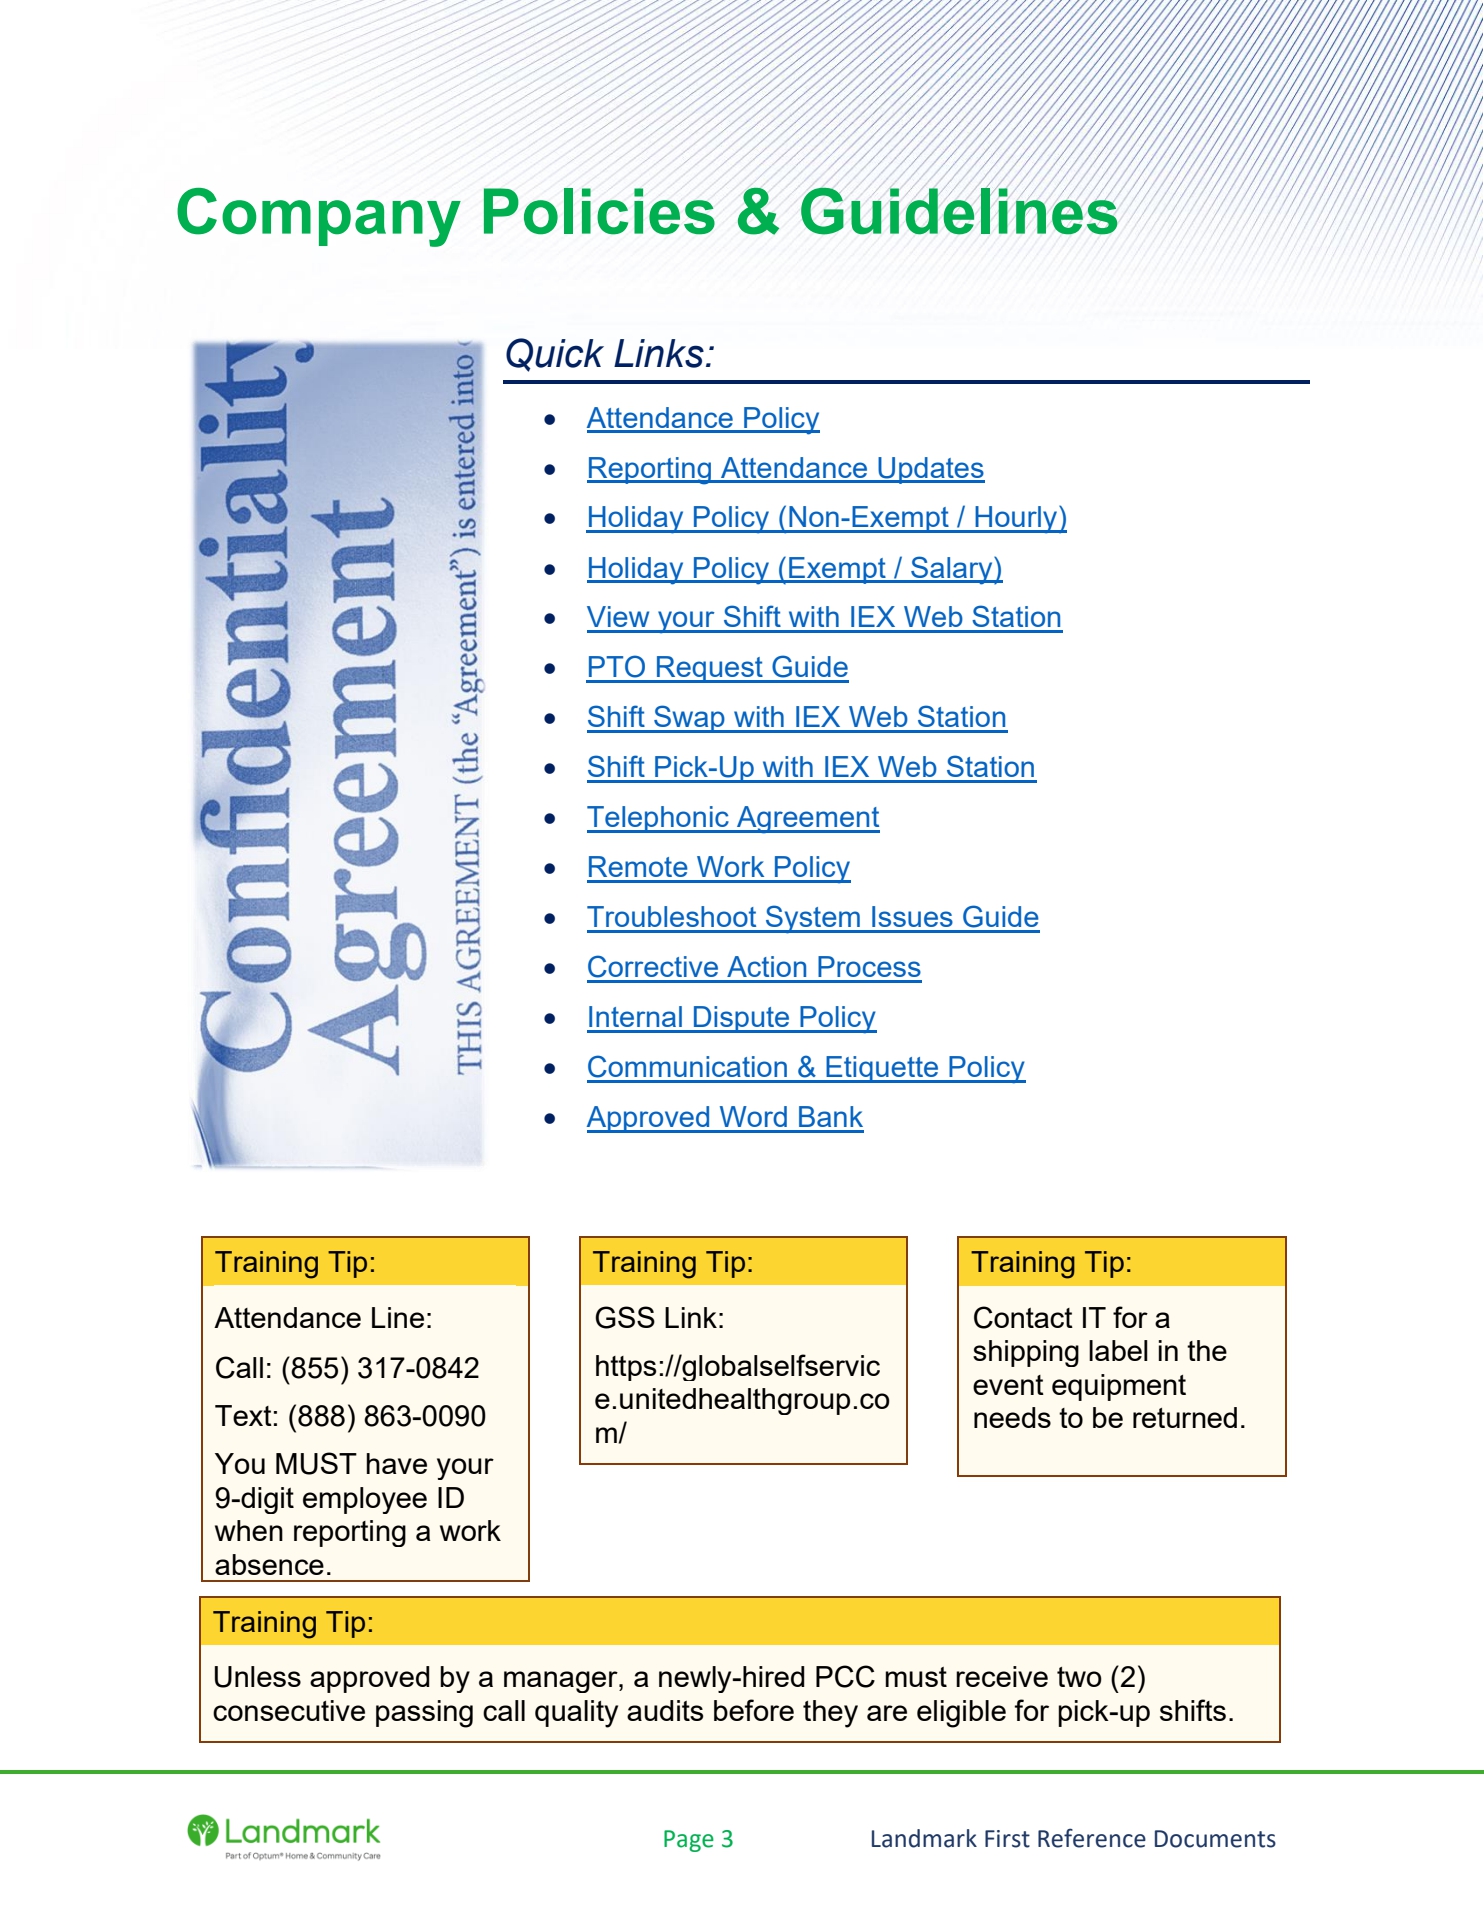 Company Policies & Guidelines
Confidentiality
Agreement
THIS AGREEMENT (the “Agreement”) is entered into
Quick Links:
• Attendance Policy
• Reporting Attendance Updates
• Holiday Policy (Non-Exempt / Hourly)
• Holiday Policy (Exempt / Salary)
• View your Shift with IEX Web Station
• PTO Request Guide
• Shift Swap with IEX Web Station
• Shift Pick-Up with IEX Web Station
• Telephonic Agreement
• Remote Work Policy
• Troubleshoot System Issues Guide
• Corrective Action Process
• Internal Dispute Policy
• Communication & Etiquette Policy
• Approved Word Bank
Training Tip:
Attendance Line:
Call: (855) 317-0842
Text: (888) 863-0090
You MUST have your
9-digit employee ID
when reporting a work
absence.
Training Tip:
GSS Link:
https://globalselfservic
e.unitedhealthgroup.co
m/
Training Tip:
Contact IT for a
shipping label in the
event equipment
needs to be returned.
Training Tip:
Unless approved by a manager, a newly-hired PCC must receive two (2)
consecutive passing call quality audits before they are eligible for pick-up shifts.
Landmark
Part of Optum® Home & Community Care
Page 3
Landmark First Reference Documents